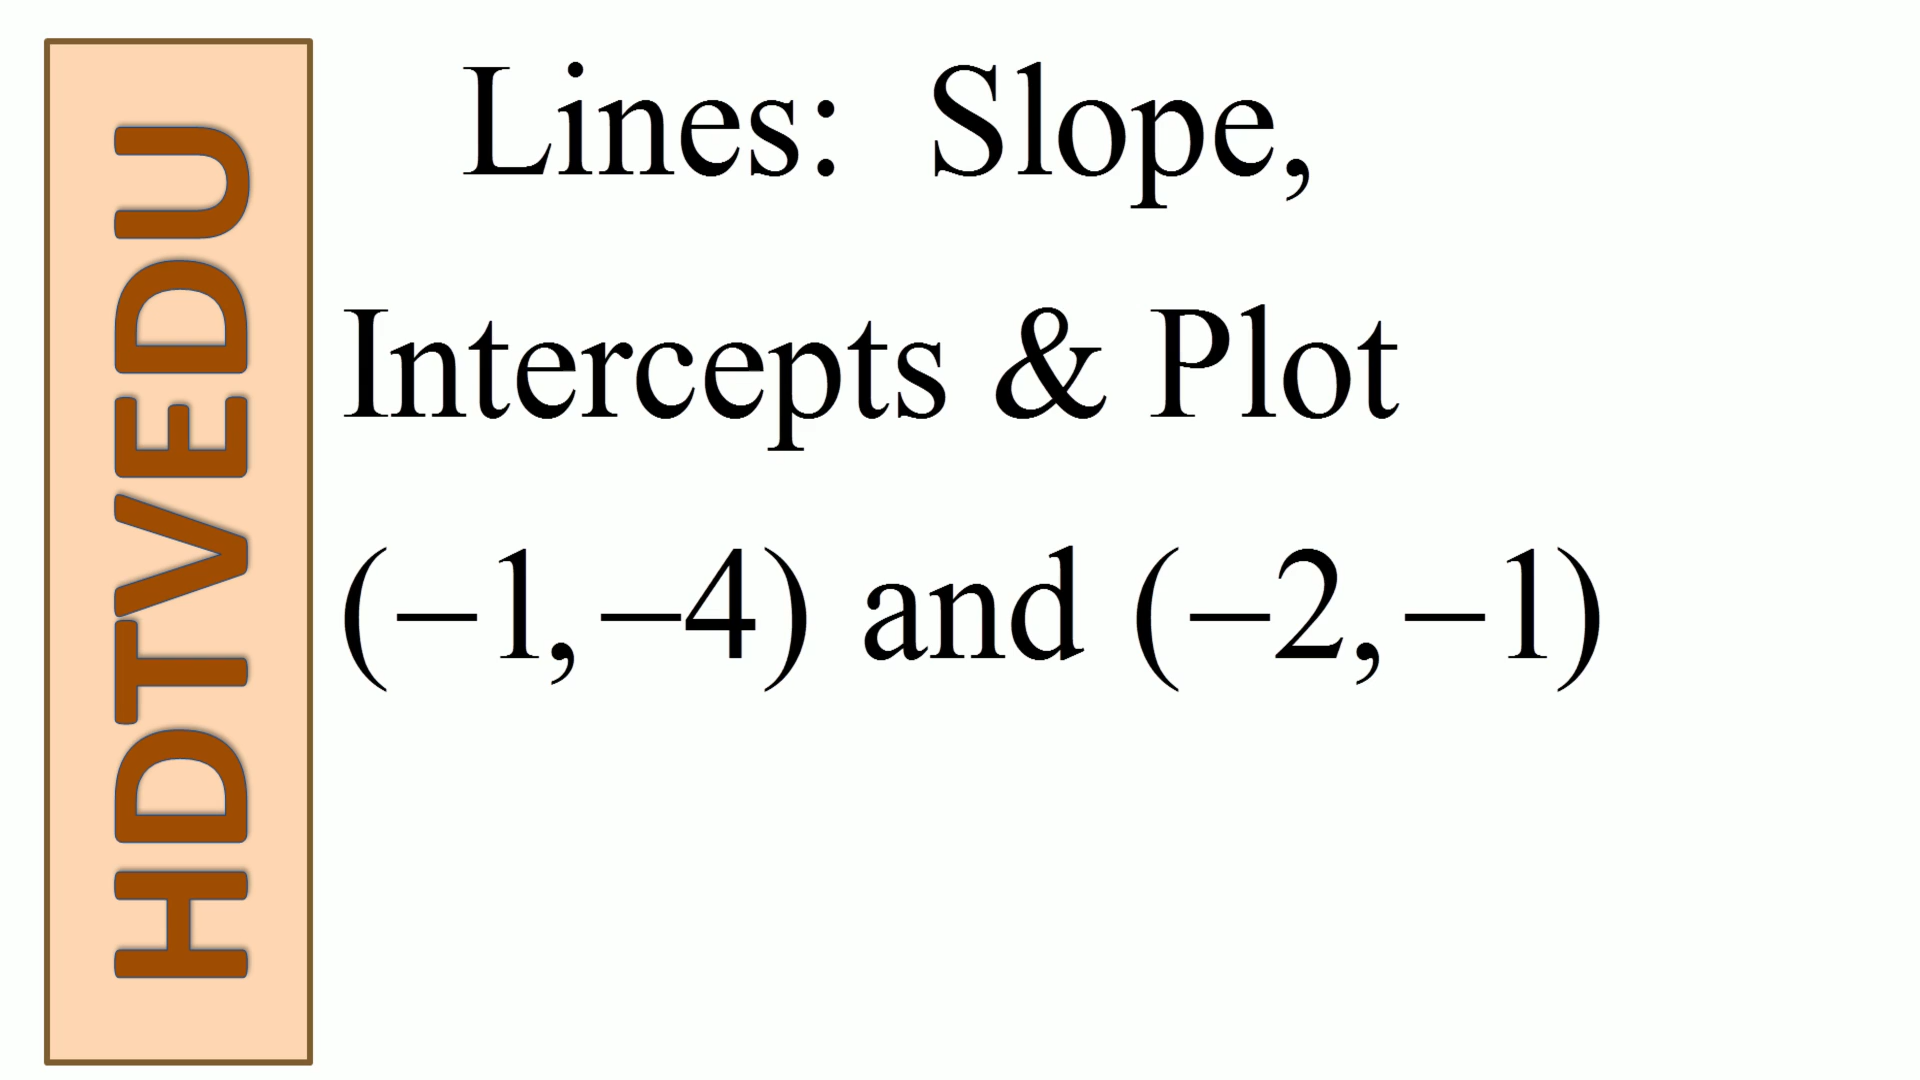 HDTVEDU
Lines: Slope,
Intercepts & Plot
(−1, −4) and (−2, −1)